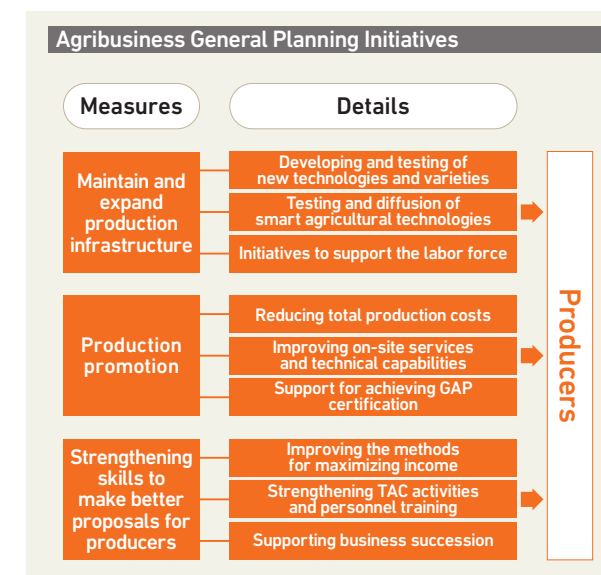 Agribusiness General Planning Initiatives
Measures
Details
Maintain and
expand
production
infrastructure
Developing and testing of
new technologies and varieties
Testing and diffusion of
smart agricultural technologies
Initiatives to support the labor force
Production
promotion
Reducing total production costs
Improving on-site services
and technical capabilities
Support for achieving GAP
certification
Strengthening
skills to
make better
proposals for
producers
Improving the methods
for maximizing income
Strengthening TAC activities
and personnel training
Supporting business succession
Producers